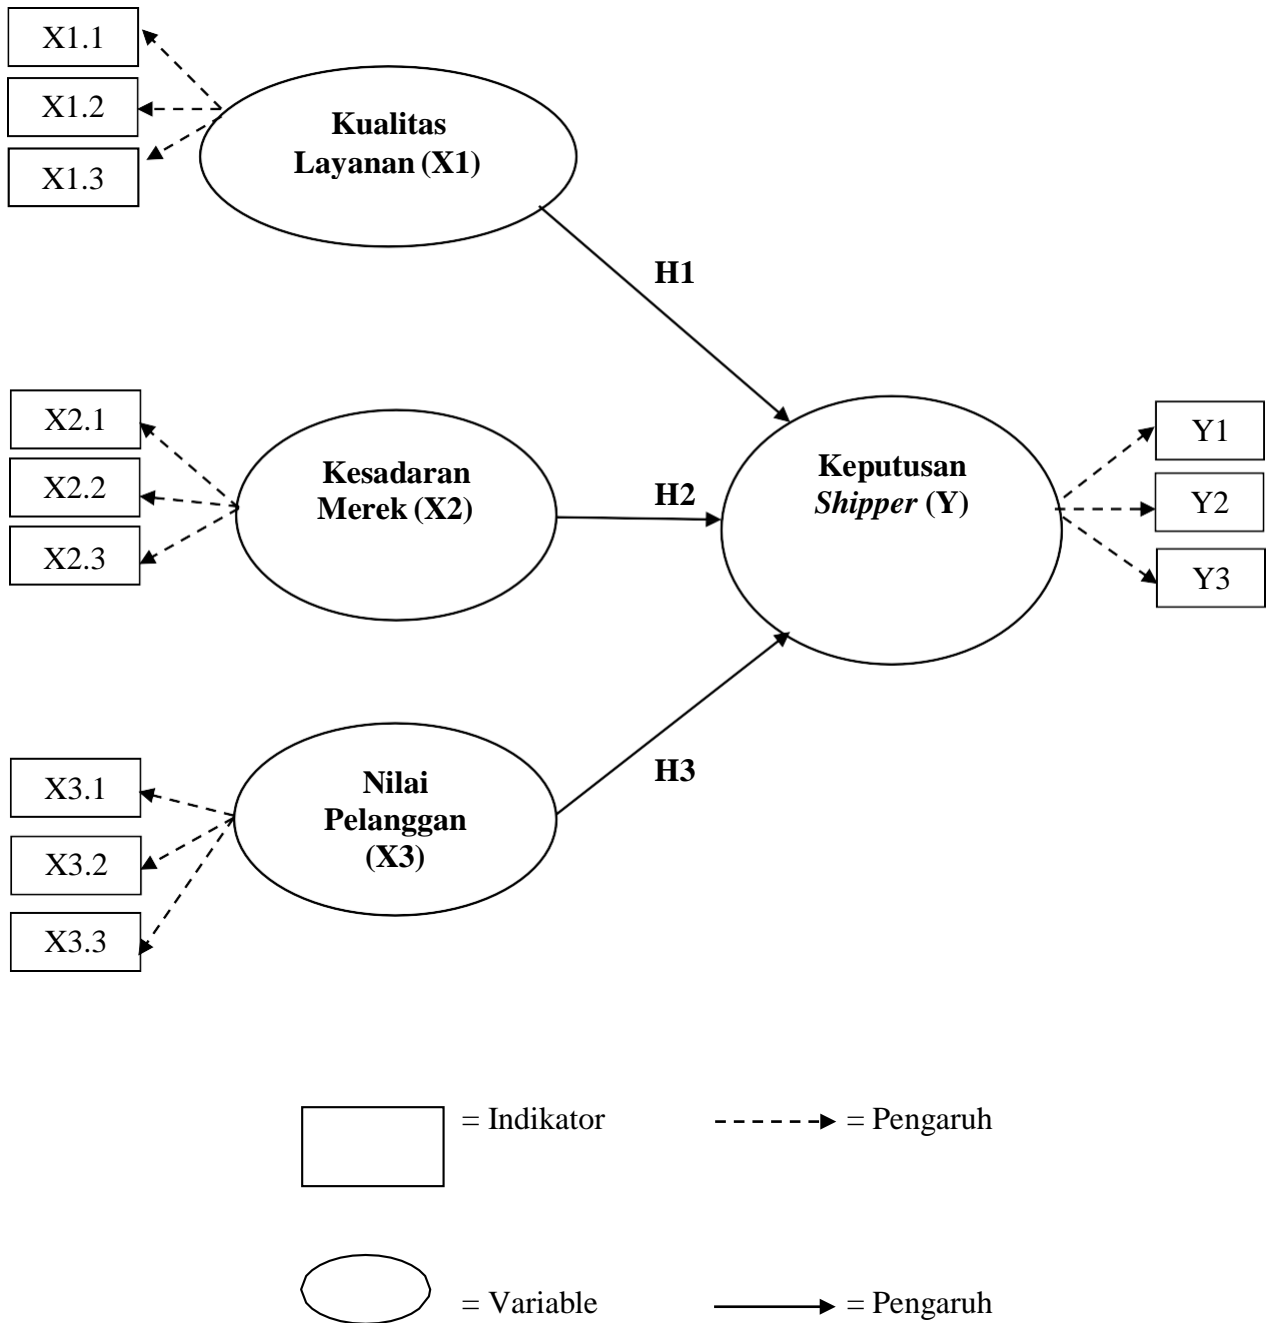 X1.1
X1.2
X1.3
Kualitas
Layanan (X1)
H1
X2.1
X2.2
X2.3
Kesadaran
Merek (X2)
H2
Keputusan
Shipper (Y)
Y1
Y2
Y3
X3.1
X3.2
X3.3
Nilai
Pelanggan
(X3)
H3
= Indikator
= Pengaruh
= Variable
= Pengaruh